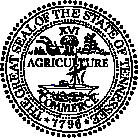 THE GREAT SEAL OF THE STATE OF TENNESSEE
XVI
AGRICULTURE
COMMERCE
1796